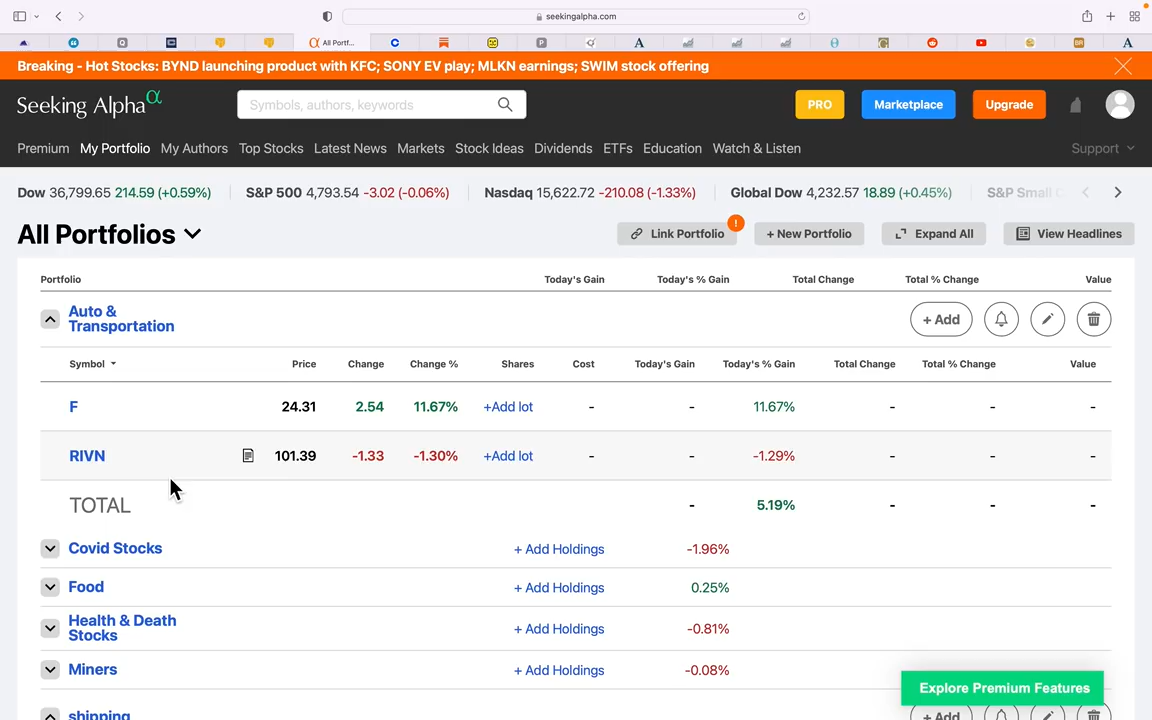 seekingalpha.com
All Portf...
Breaking - Hot Stocks: BYND launching product with KFC; SONY EV play; MLKN earnings; SWIM stock offering
Seeking Alpha α
Symbols, authors, keywords
PRO
Marketplace
Upgrade
Premium My Portfolio My Authors Top Stocks Latest News Markets Stock Ideas Dividends ETFs Education Watch & Listen Support
Dow 36,799.65 214.59 (+0.59%) S&P 500 4,793.54 -3.02 (-0.06%) Nasdaq 15,622.72 -210.08 (-1.33%) Global Dow 4,232.57 18.89 (+0.45%) S&P Small
All Portfolios
Link Portfolio ! + New Portfolio Expand All View Headlines
Portfolio Today's Gain Today's % Gain Total Change Total % Change Value
Auto &
Transportation
+ Add
Symbol Price Change Change % Shares Cost Today's Gain Today's % Gain Total Change Total % Change Value
F 24.31 2.54 11.67% +Add lot - - 11.67% - - -
RIVN 101.39 -1.33 -1.30% +Add lot - - -1.29% - - -
TOTAL - 5.19% - - -
Covid Stocks + Add Holdings -1.96%
Food + Add Holdings 0.25%
Health & Death
Stocks
+ Add Holdings -0.81%
Miners + Add Holdings -0.08%
Explore Premium Features
shipping + Add